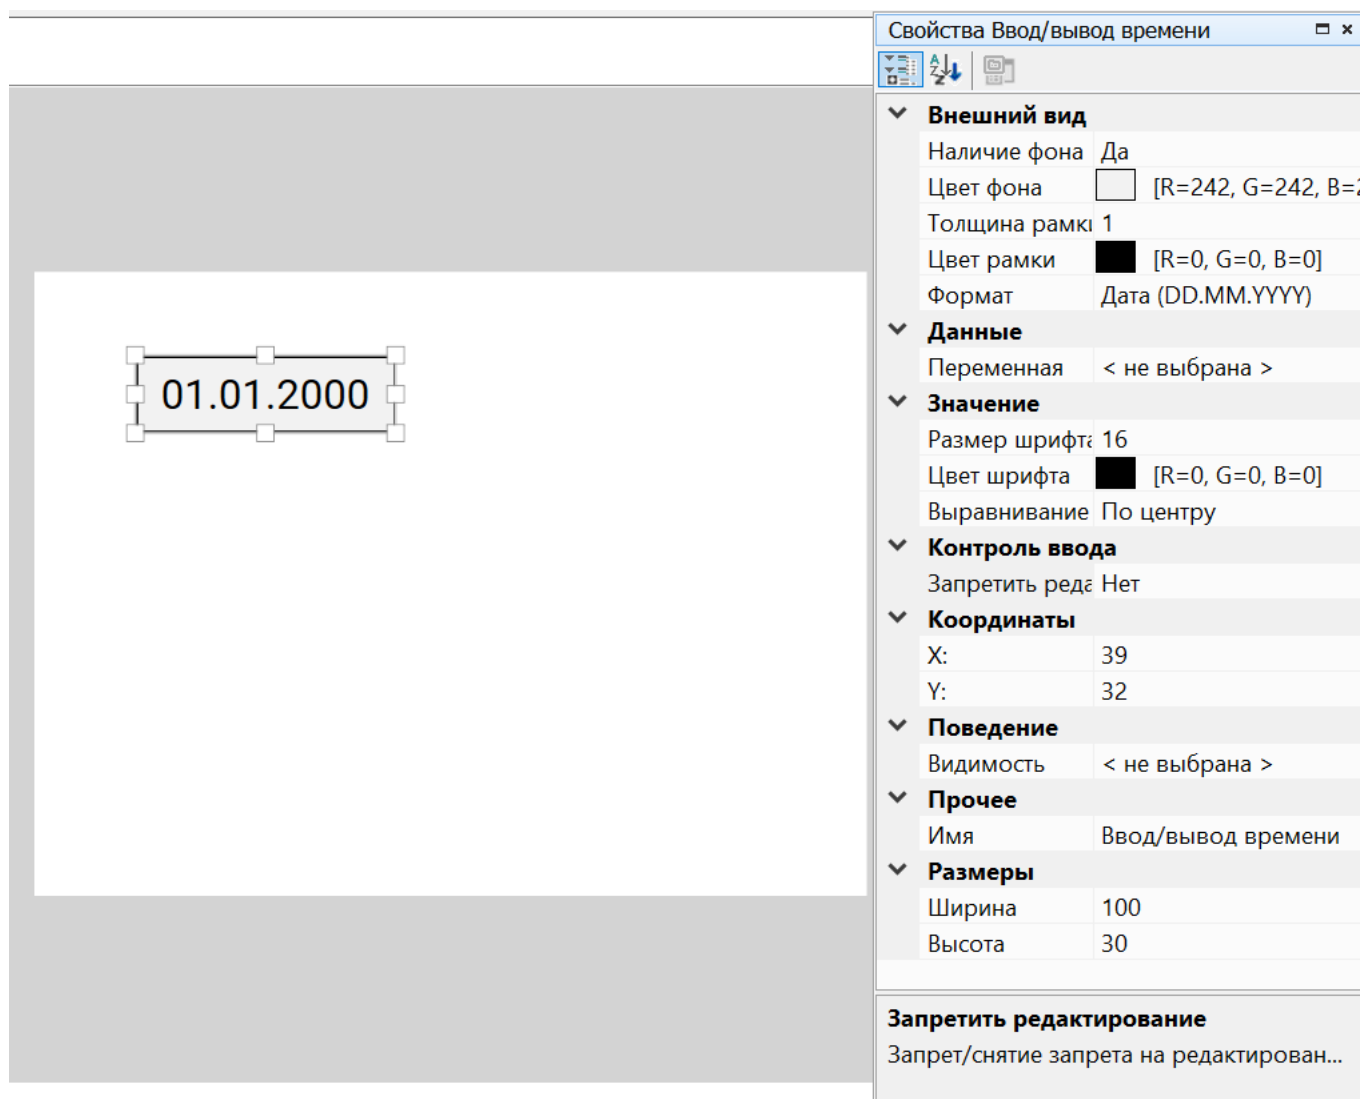 Свойства Ввод/вывод времени
Внешний вид
Наличие фона Да
Цвет фона [R=242, G=242, B=2
Толщина рамки 1
Цвет рамки [R=0, G=0, B=0]
Формат Дата (DD.MM.YYYY)
Данные
Переменная < не выбрана >
01.01.2000
Значение
Размер шрифта 16
Цвет шрифта [R=0, G=0, B=0]
Выравнивание По центру
Контроль ввода
Запретить реда Нет
Координаты
X: 39
Y: 32
Поведение
Видимость < не выбрана >
Прочее
Имя Ввод/вывод времени
Размеры
Ширина 100
Высота 30
Запретить редактирование
Запрет/снятие запрета на редактирован...